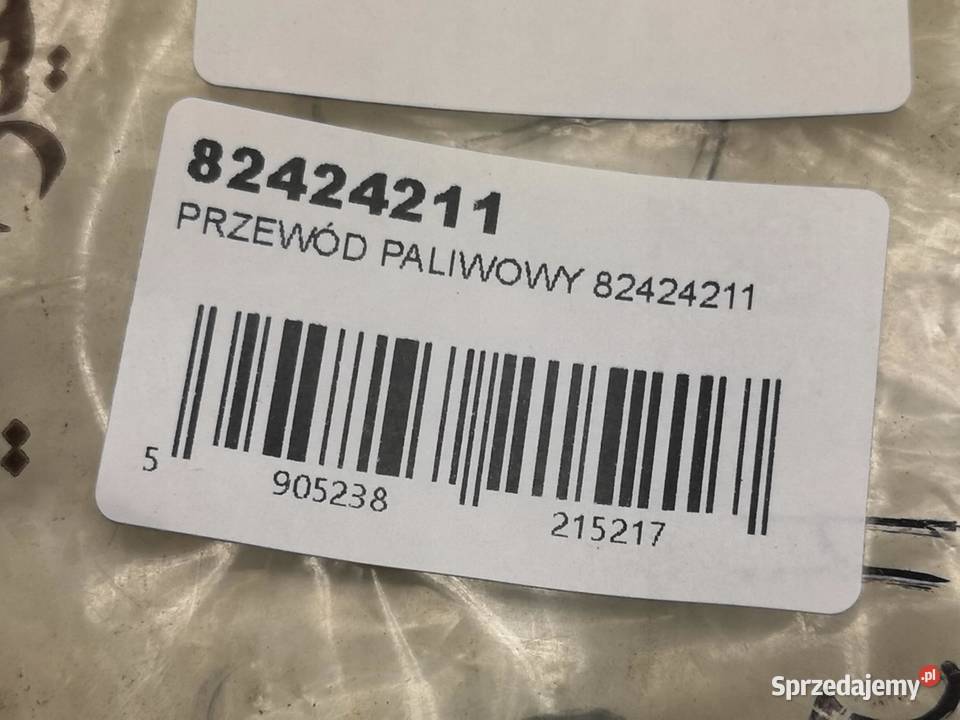 82424211
PRZEWÓD PALIWOWY 82424211
5 905238 215217
Sprzedajemy.pl